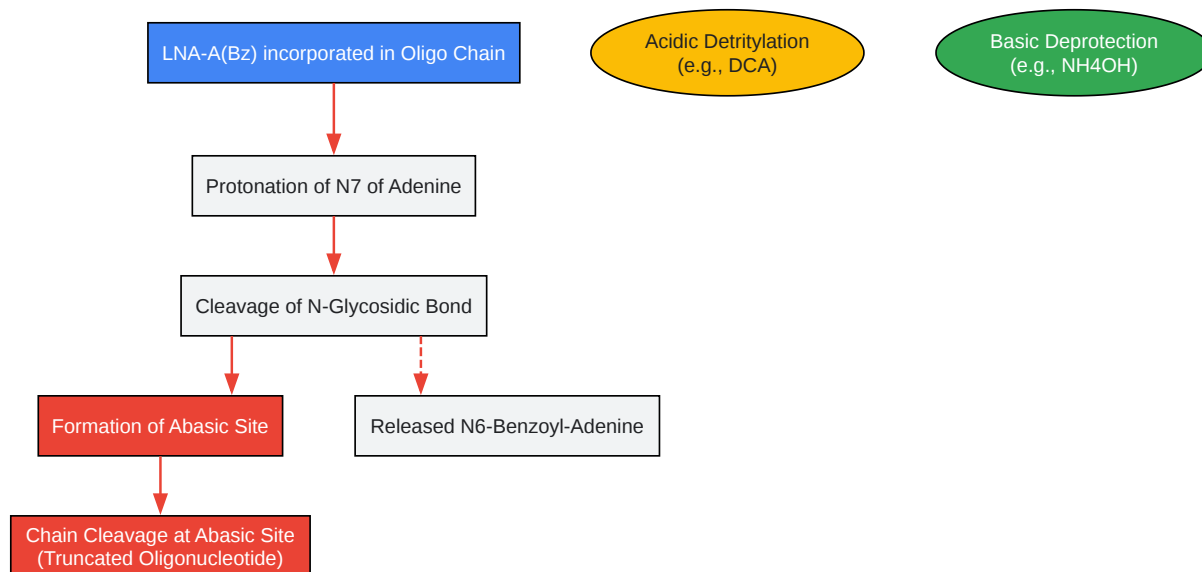 LNA-A(Bz) incorporated in Oligo Chain
Acidic Detritylation
(e.g., DCA)
Basic Deprotection
(e.g., NH4OH)
Protonation of N7 of Adenine
Cleavage of N-Glycosidic Bond
Formation of Abasic Site
Released N6-Benzoyl-Adenine
Chain Cleavage at Abasic Site
(Truncated Oligonucleotide)